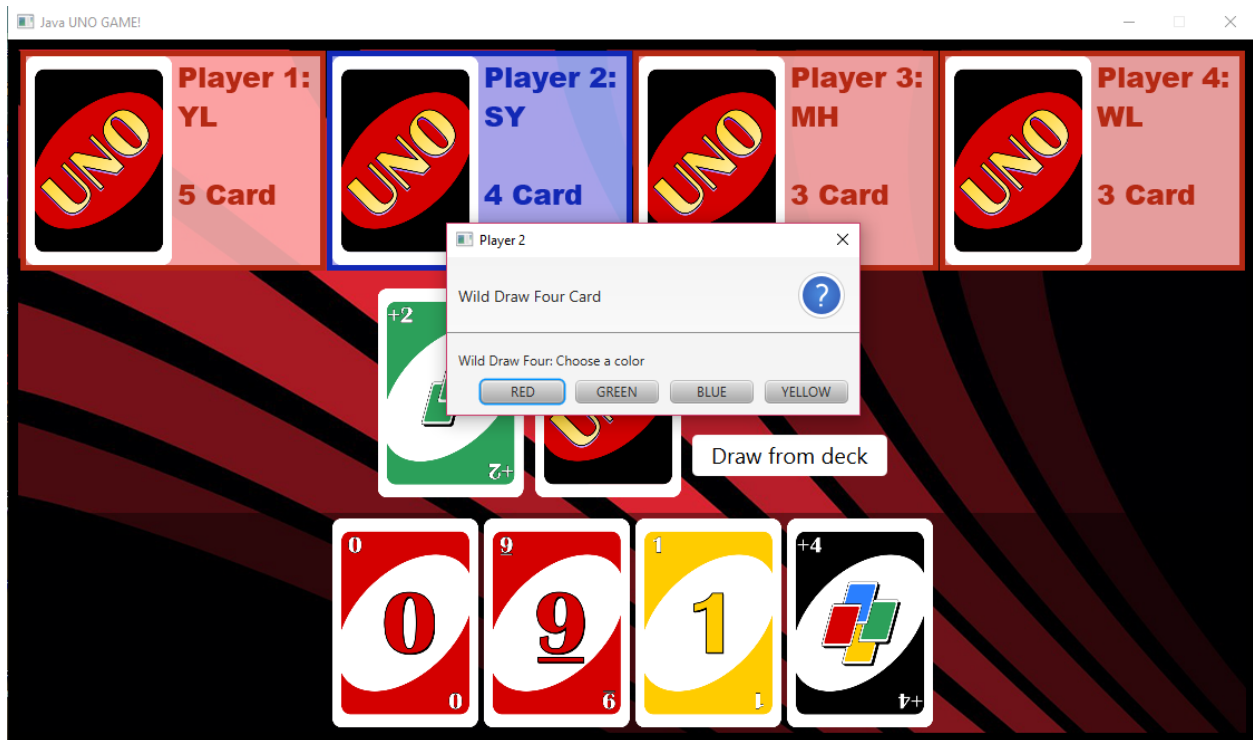 Java UNO GAME!
UNO
Player 1:
YL
5 Card
UNO
Player 2:
SY
4 Card
UNO
Player 3:
MH
3 Card
UNO
Player 4:
WL
3 Card
Player 2
Wild Draw Four Card
?
Wild Draw Four: Choose a color
RED GREEN BLUE YELLOW
+2
+2
UNO
Draw from deck
0
0
0
9
9
9
1
1
1
+4
+4